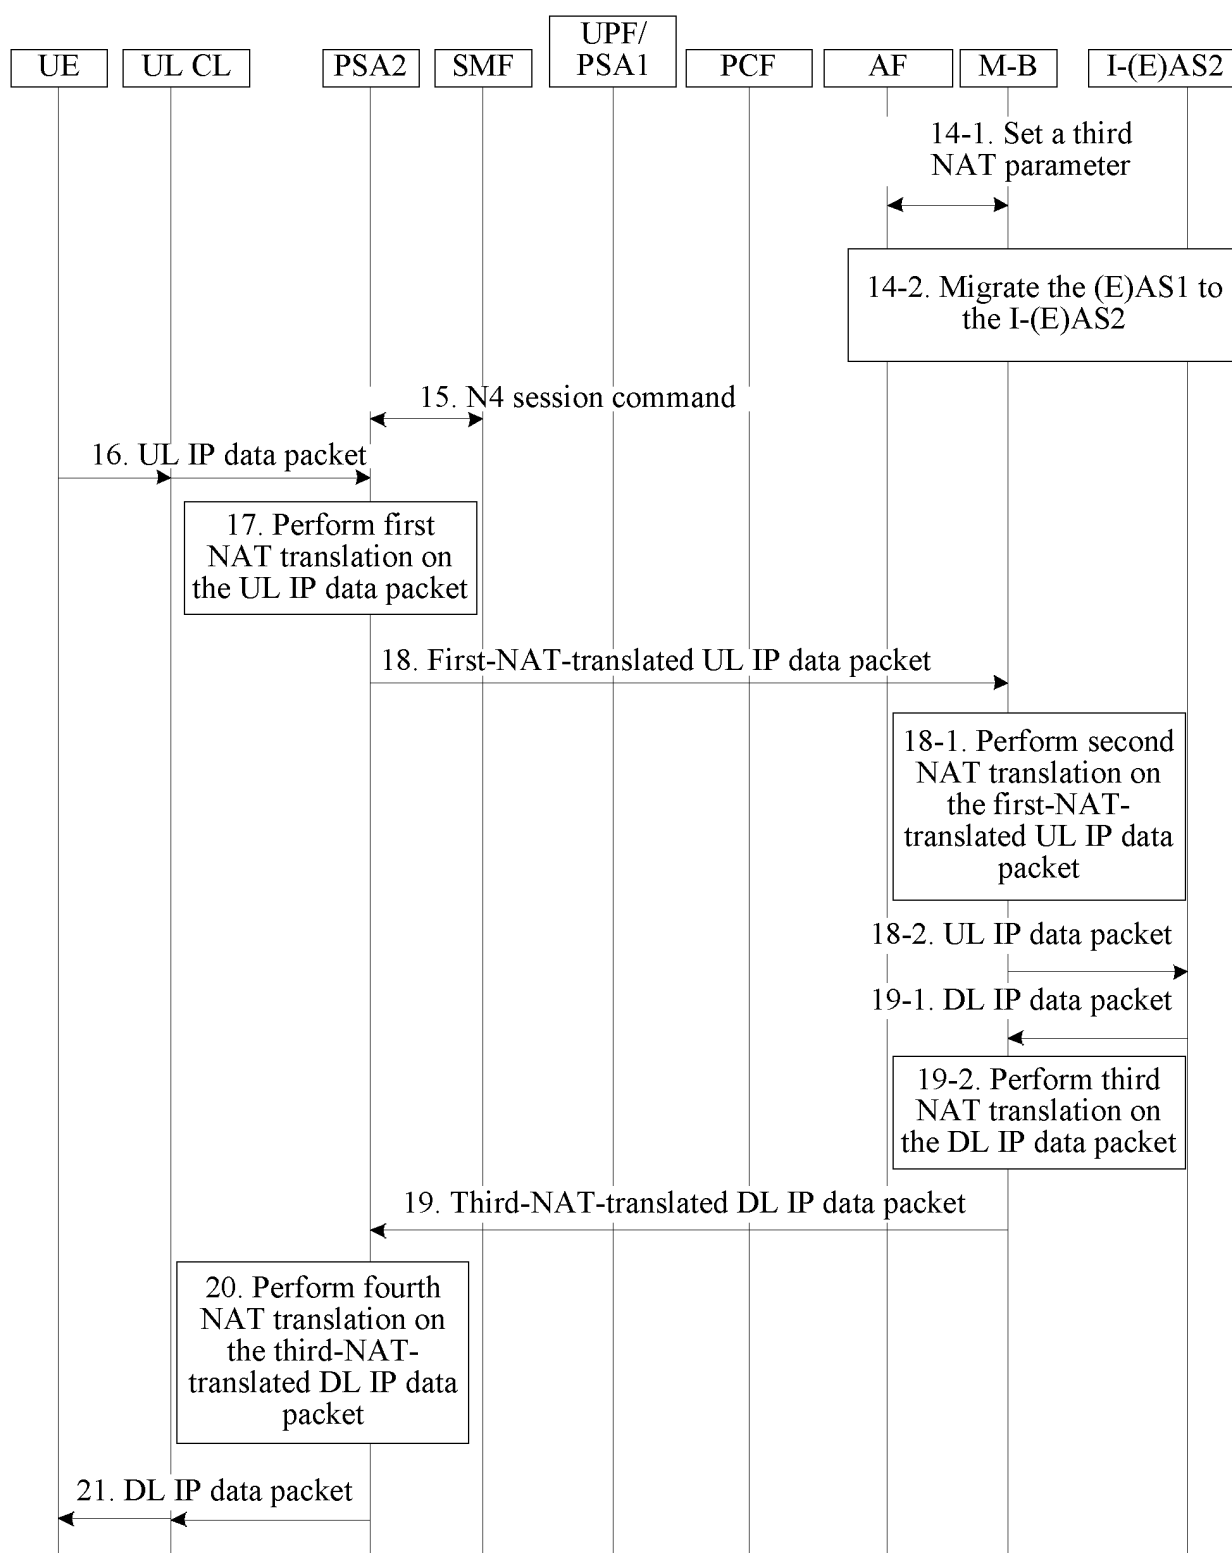 UE
UL CL
PSA2
SMF
UPF/
PSA1
PCF
AF
M-B
I-(E)AS2
14-1. Set a third
NAT parameter
14-2. Migrate the (E)AS1 to
the I-(E)AS2
15. N4 session command
16. UL IP data packet
17. Perform first
NAT translation on
the UL IP data packet
18. First-NAT-translated UL IP data packet
18-1. Perform second
NAT translation on
the first-NAT-
translated UL IP data
packet
18-2. UL IP data packet
19-1. DL IP data packet
19-2. Perform third
NAT translation on
the DL IP data packet
19. Third-NAT-translated DL IP data packet
20. Perform fourth
NAT translation on
the third-NAT-
translated DL IP data
packet
21. DL IP data packet